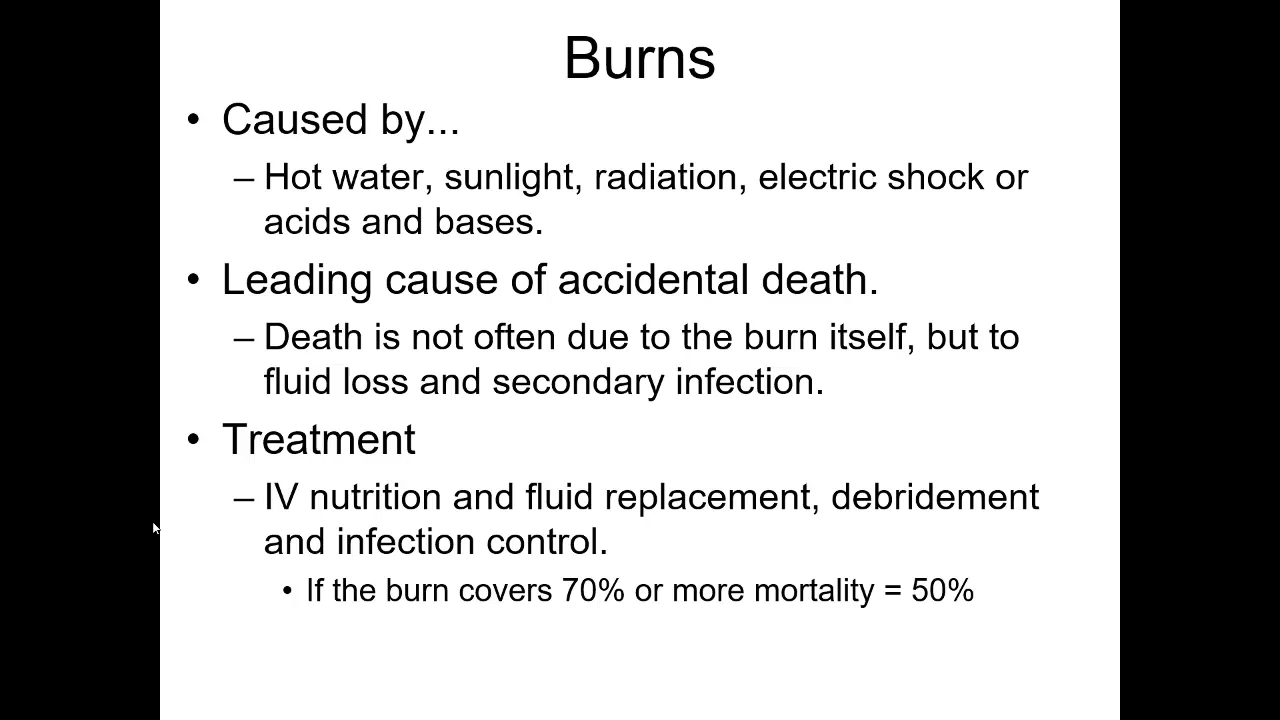 Burns
• Caused by...
– Hot water, sunlight, radiation, electric shock or
acids and bases.
• Leading cause of accidental death.
– Death is not often due to the burn itself, but to
fluid loss and secondary infection.
• Treatment
– IV nutrition and fluid replacement, debridement
and infection control.
• If the burn covers 70% or more mortality = 50%